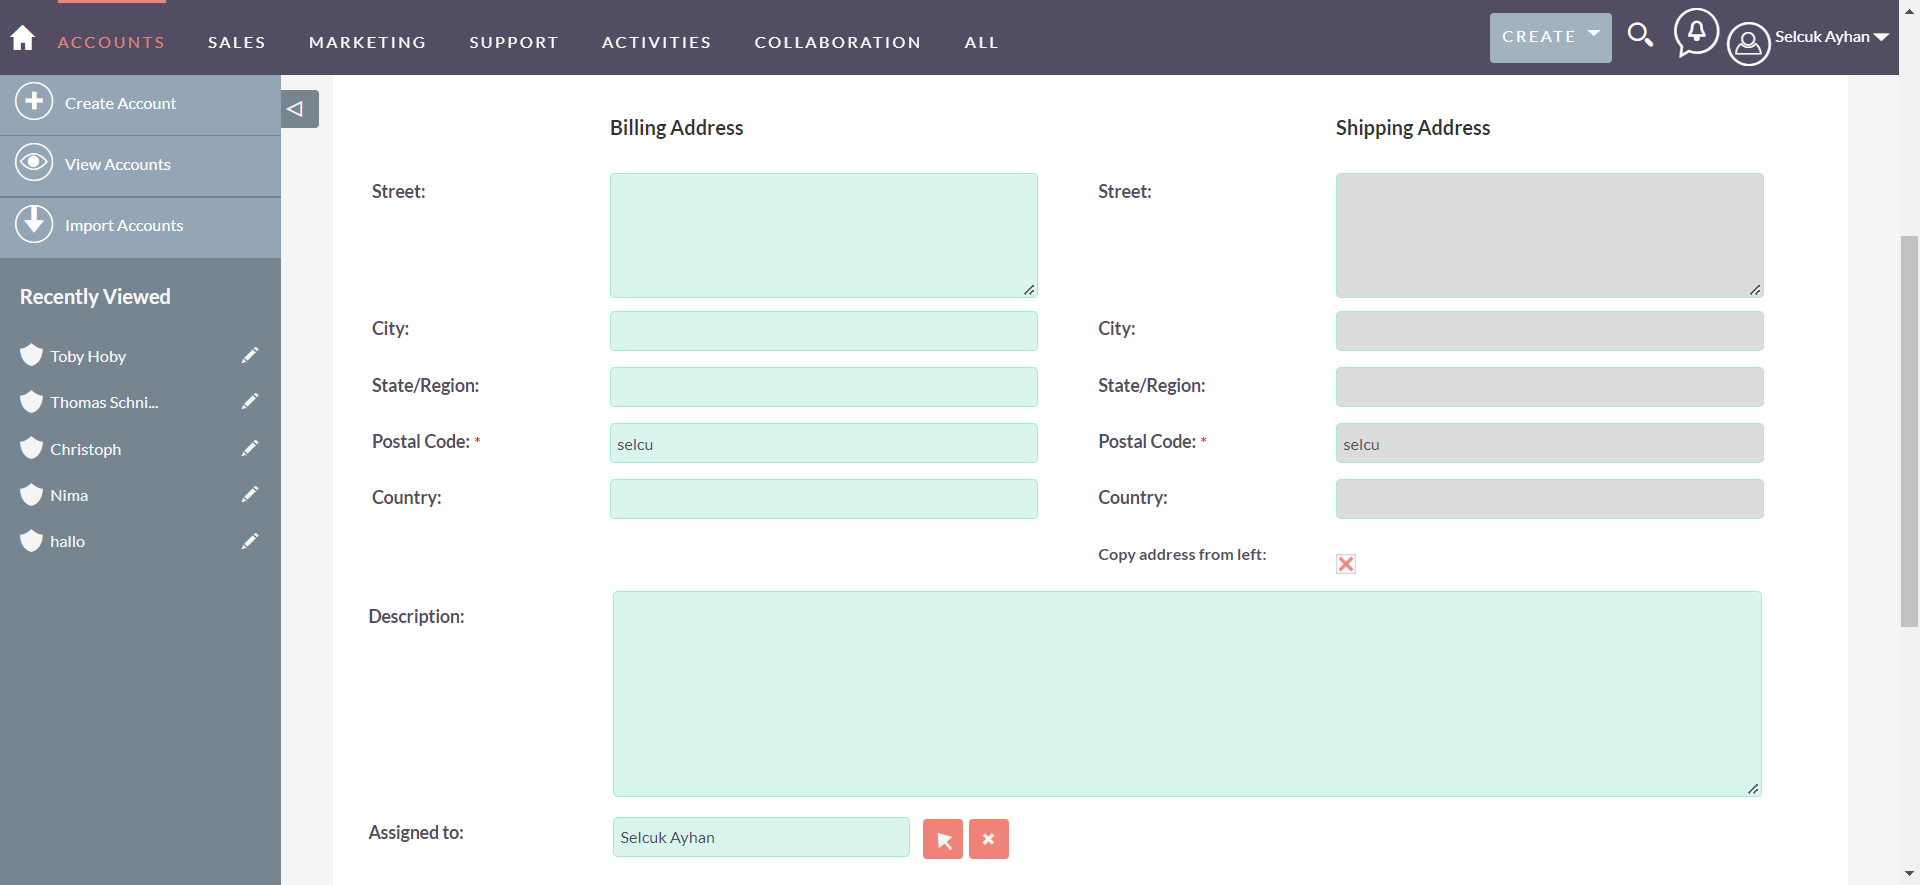 ACCOUNTS SALES MARKETING SUPPORT ACTIVITIES COLLABORATION ALL CREATE Selcuk Ayhan
Create Account
View Accounts
Import Accounts
Recently Viewed
Toby Hoby
Thomas Schni...
Christoph
Nima
hallo
Billing Address
Street:
City:
State/Region:
Postal Code: * selcu
Country:
Shipping Address
Street:
City:
State/Region:
Postal Code: * selcu
Country:
Copy address from left:
Description:
Assigned to: Selcuk Ayhan